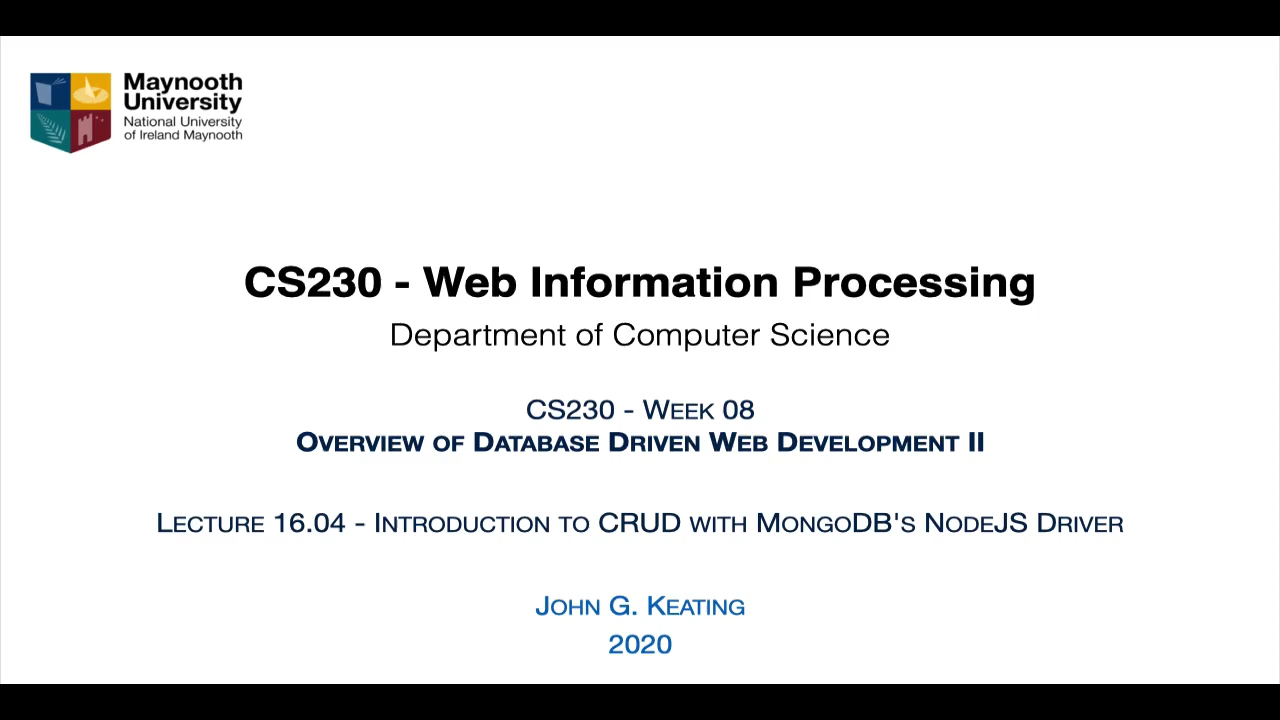 Maynooth
University
National University
of Ireland Maynooth
CS230 - Web Information Processing
Department of Computer Science
CS230 - Week 08
Overview of Database Driven Web Development II
Lecture 16.04 - Introduction to CRUD with MongoDB's NodeJS Driver
John G. Keating
2020